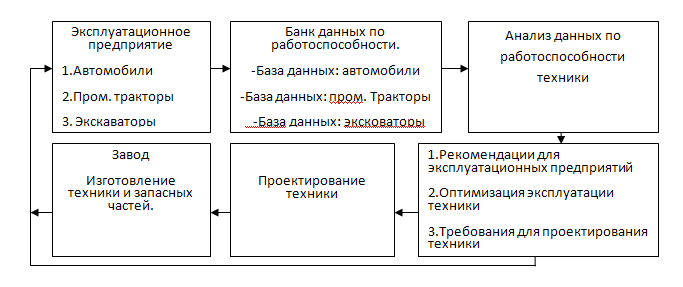 Эксплуатационное
предприятие
1.Автомобили
2.Пром. тракторы
3. Экскаваторы
Банк данных по
работоспособности.
-База данных: автомобили
-База данных: пром. Тракторы
-База данных: эксковаторы
Анализ данных по
работоспособности
техники
Завод
Изготовление
техники и запасных
частей.
Проектирование
техники
1.Рекомендации для
эксплуатационных предприятий
2.Оптимизация эксплуатации
техники
3.Требования для проектирования
техники